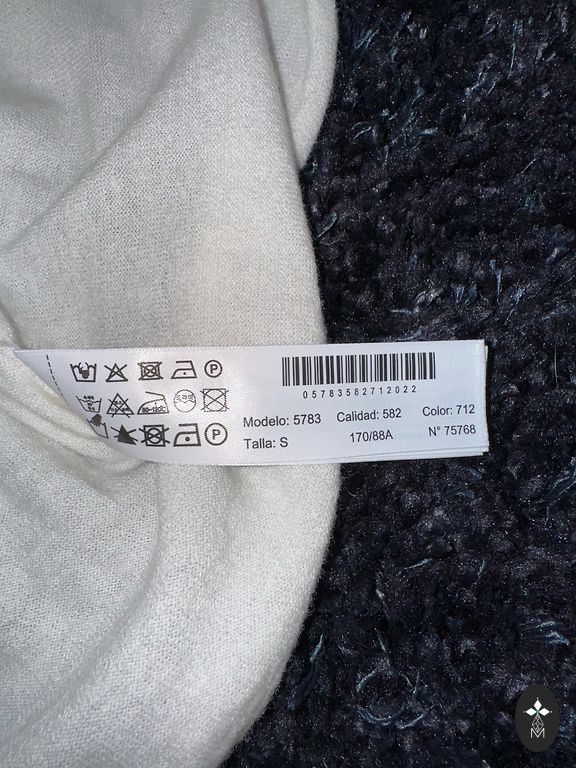 05783582712022
Modelo: 5783 Calidad: 582 Color: 712
Talla: S 170/88A N° 75768
P
P
M